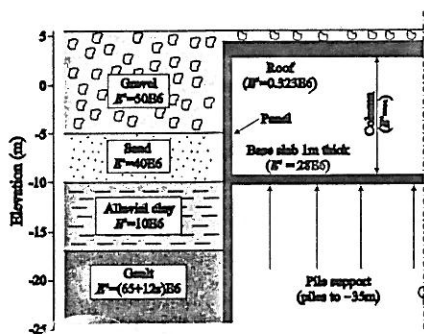 5
0
-5
-10
-15
-20
-25
Elevation (m)
Gravel
E'=50E6
Sand
E'=40E6
Alluvial clay
E'=10E6
Gault
E'=(65+12z)E6
Roof
(E'=0.323E6)
Panel
Base slab 1m thick
(E' = 28E6)
Column
Pile support
(piles to -35m)